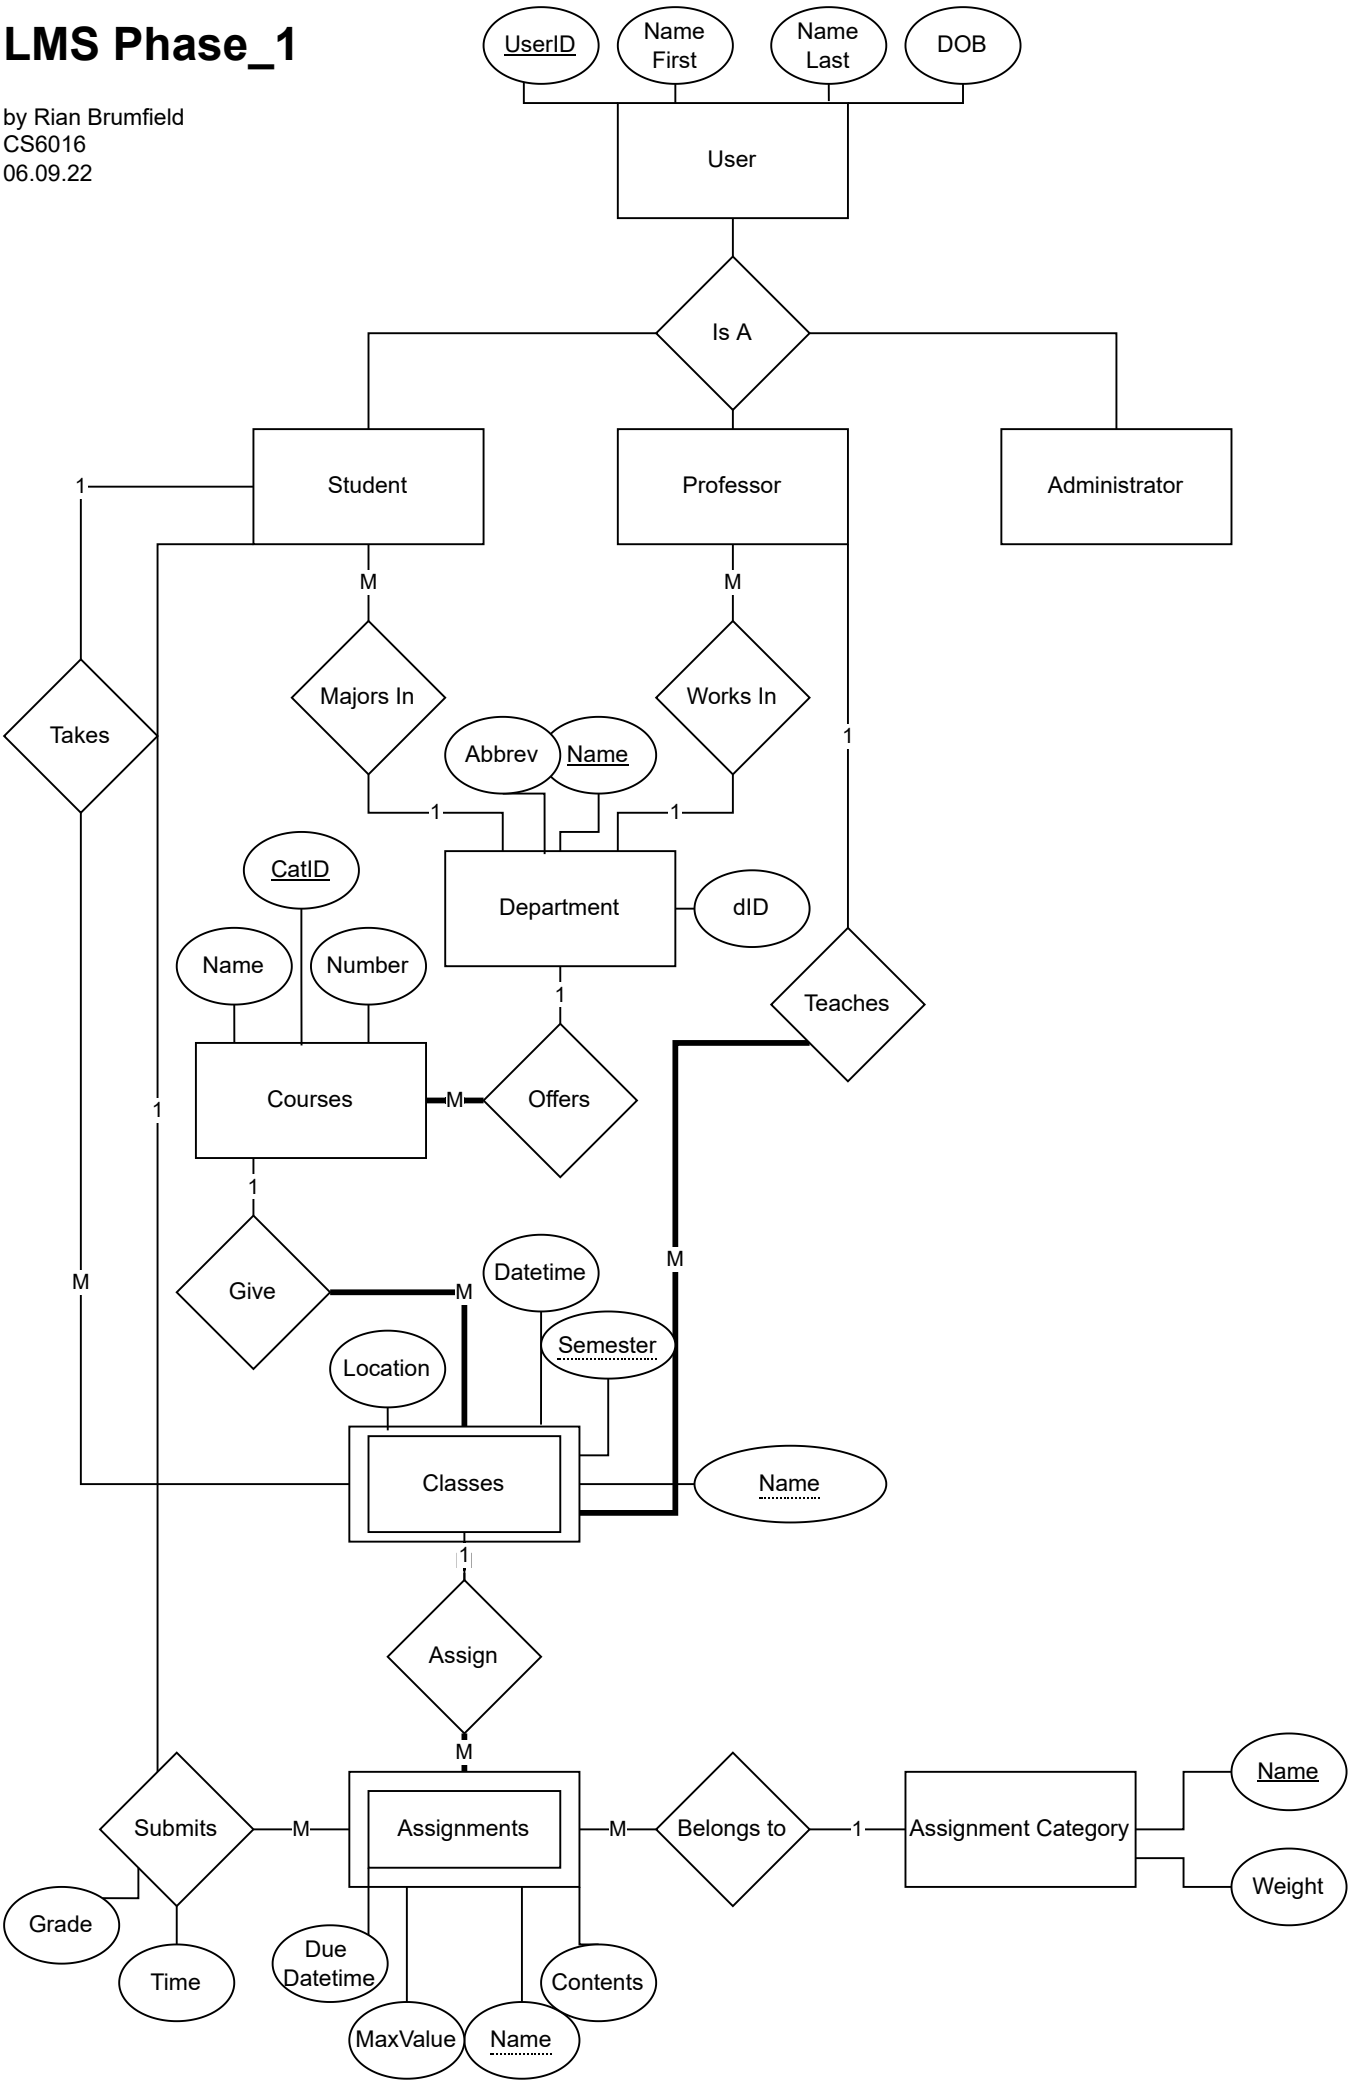 LMS Phase_1
by Rian Brumfield
CS6016
06.09.22
UserID
Name
First
Name
Last
DOB
User
Is A
Student
Professor
Administrator
1
M
M
Majors In
Works In
Takes
1
Abbrev
Name
1
1
CatID
Department
dID
Name
Number
1
Teaches
Courses
M
Offers
1
1
M
M
Give
M
Datetime
Semester
Location
Classes
Name
1
Assign
M
Submits
M
Assignments
M
Belongs to
1
Assignment Category
Name
Weight
Grade
Time
Due
Datetime
Contents
MaxValue
Name